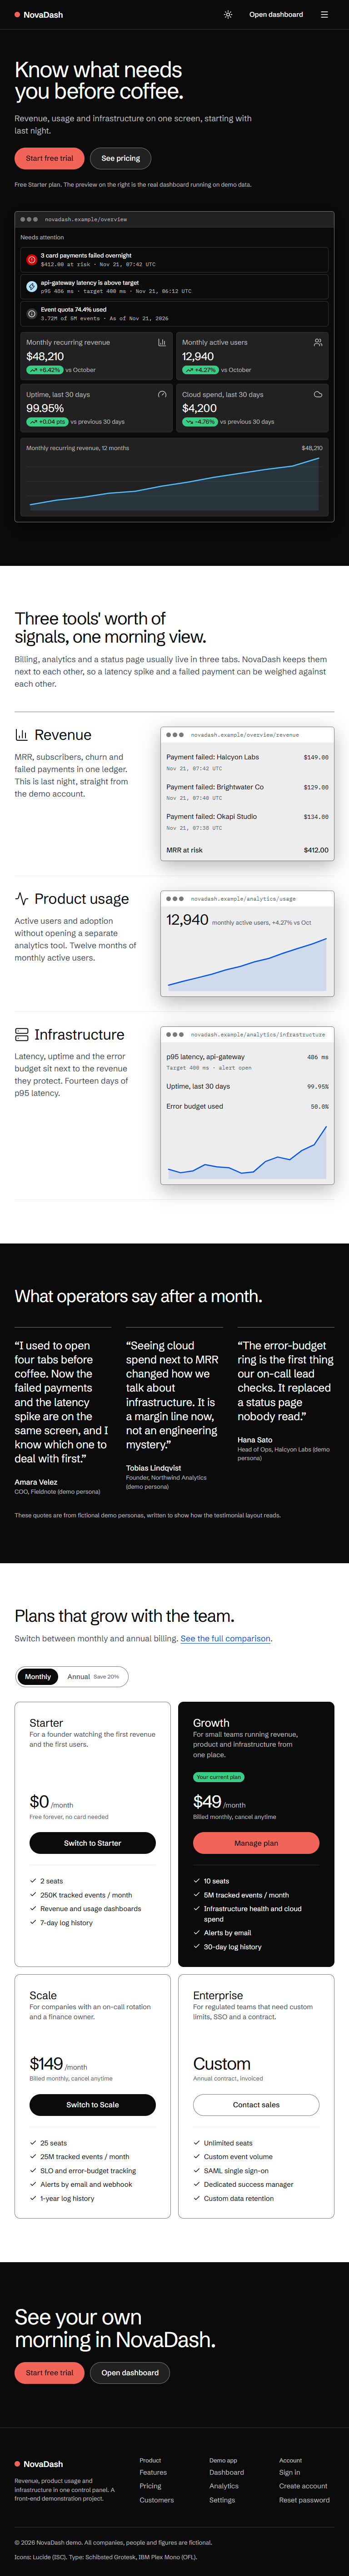 NovaDash
Open dashboard
Know what needs
you before coffee.
Revenue, usage and infrastructure on one screen, starting with
last night.
Start free trial
See pricing
Free Starter plan. The preview on the right is the real dashboard running on demo data.
novadash.example/overview
Needs attention
3 card payments failed overnight
$412.00 at risk · Nov 21, 07:42 UTC
api-gateway latency is above target
p95 486 ms · target 400 ms · Nov 21, 06:12 UTC
Event quota 74.4% used
3.72M of 5M events · As of Nov 21, 2026
Monthly recurring revenue
$48,210
+6.42% vs October
Monthly active users
12,940
+4.27% vs October
Uptime, last 30 days
99.95%
+0.04 pts vs previous 30 days
Cloud spend, last 30 days
$4,200
-4.76% vs previous 30 days
Monthly recurring revenue, 12 months
$48,210
Three tools' worth of
signals, one morning view.
Billing, analytics and a status page usually live in three tabs. NovaDash keeps them
next to each other, so a latency spike and a failed payment can be weighed against
each other.
Revenue
MRR, subscribers, churn and
failed payments in one ledger.
This is last night, straight from
the demo account.
novadash.example/overview/revenue
Payment failed: Halcyon Labs $149.00
Nov 21, 07:42 UTC
Payment failed: Brightwater Co $129.00
Nov 21, 07:40 UTC
Payment failed: Okapi Studio $134.00
Nov 21, 07:38 UTC
MRR at risk $412.00
Product usage
Active users and adoption
without opening a separate
analytics tool. Twelve months of
monthly active users.
novadash.example/analytics/usage
12,940 monthly active users, +4.27% vs Oct
Infrastructure
Latency, uptime and the error
budget sit next to the revenue
they protect. Fourteen days of
p95 latency.
novadash.example/analytics/infrastructure
p95 latency, api-gateway 486 ms
Target 400 ms · alert open
Uptime, last 30 days 99.95%
Error budget used 50.0%
What operators say after a month.
“I used to open
four tabs before
coffee. Now the
failed payments
and the latency
spike are on the
same screen, and I
know which one to
deal with first.”
Amara Velez
COO, Fieldnote (demo persona)
“Seeing cloud
spend next to MRR
changed how we
talk about
infrastructure. It is
a margin line now,
not an engineering
mystery.”
Tobias Lindqvist
Founder, Northwind Analytics
(demo persona)
“The error-budget
ring is the first thing
our on-call lead
checks. It replaced
a status page
nobody read.”
Hana Sato
Head of Ops, Halcyon Labs (demo
persona)
These quotes are from fictional demo personas, written to show how the testimonial layout reads.
Plans that grow with the team.
Switch between monthly and annual billing. See the full comparison.
Monthly
Annual Save 20%
Starter
For a founder watching the first revenue
and the first users.
$0 /month
Free forever, no card needed
Switch to Starter
2 seats
250K tracked events / month
Revenue and usage dashboards
7-day log history
Growth
For small teams running revenue,
product and infrastructure from
one place.
Your current plan
$49 /month
Billed monthly, cancel anytime
Manage plan
10 seats
5M tracked events / month
Infrastructure health and cloud
spend
Alerts by email
30-day log history
Scale
For companies with an on-call rotation
and a finance owner.
$149 /month
Billed monthly, cancel anytime
Switch to Scale
25 seats
25M tracked events / month
SLO and error-budget tracking
Alerts by email and webhook
1-year log history
Enterprise
For regulated teams that need custom
limits, SSO and a contract.
Custom
Annual contract, invoiced
Contact sales
Unlimited seats
Custom event volume
SAML single sign-on
Dedicated success manager
Custom data retention
See your own
morning in NovaDash.
Start free trial
Open dashboard
NovaDash
Revenue, product usage and
infrastructure in one control panel. A
front-end demonstration project.
Product
Features
Pricing
Customers
Demo app
Dashboard
Analytics
Settings
Account
Sign in
Create account
Reset password
© 2026 NovaDash demo. All companies, people and figures are fictional.
Icons: Lucide (ISC). Type: Schibsted Grotesk, IBM Plex Mono (OFL).